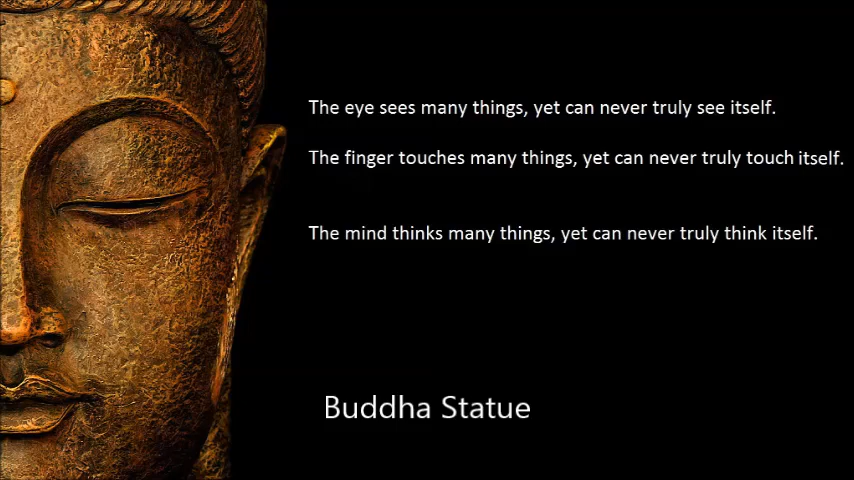 The eye sees many things, yet can never truly see itself.
The finger touches many things, yet can never truly touch itself.
The mind thinks many things, yet can never truly think itself.
Buddha Statue